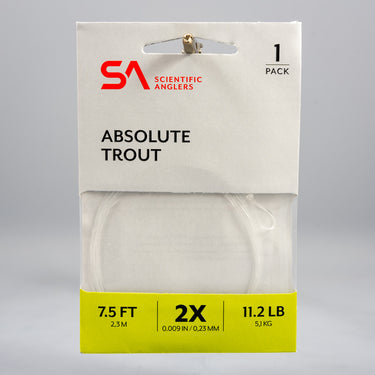 SA SCIENTIFIC
ANGLERS
1
PACK
ABSOLUTE
TROUT
7.5 FT
2,3 M
2X
0.009 IN / 0,23 MM
11.2 LB
5,1 KG